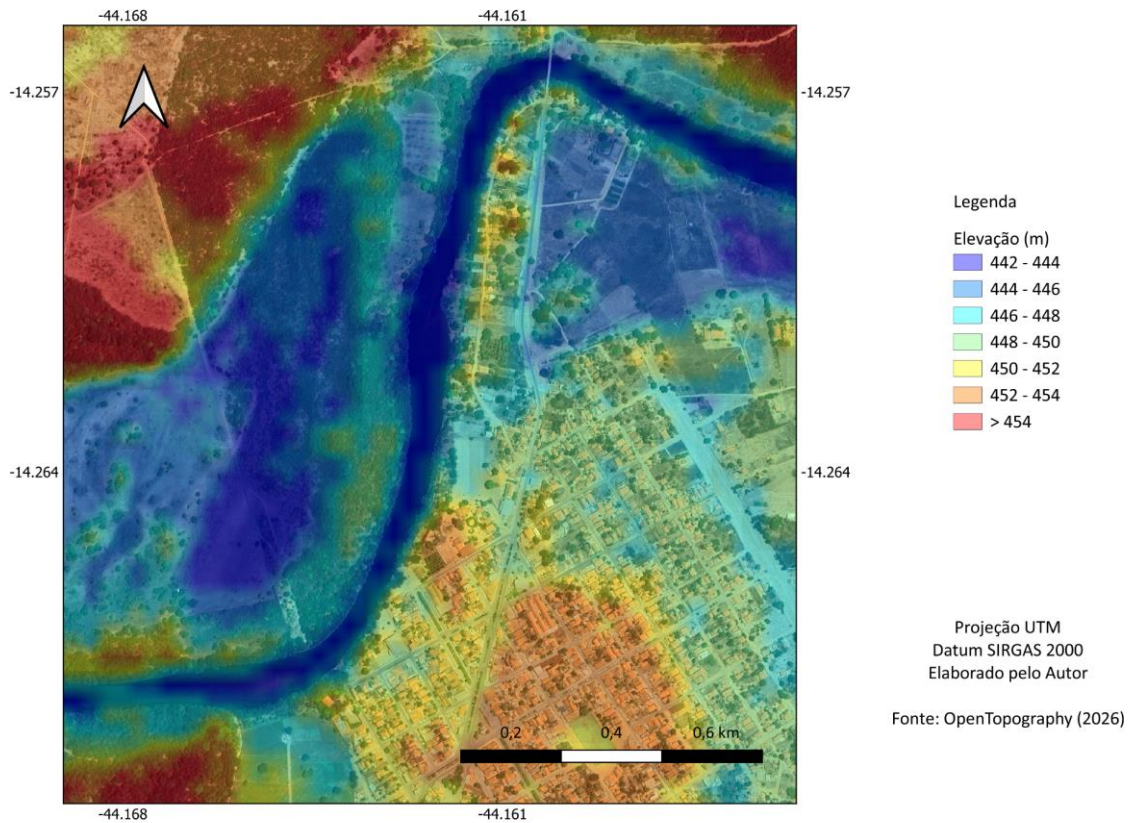 -44.168
-44.161
-14.257
-14.257
Legenda
Elevação (m)
442 - 444
444 - 446
446 - 448
448 - 450
450 - 452
452 - 454
> 454
-14.264
-14.264
Projeção UTM
Datum SIRGAS 2000
Elaborado pelo Autor
Fonte: OpenTopography (2026)
0,2
0,4
0,6 km
-44.168
-44.161